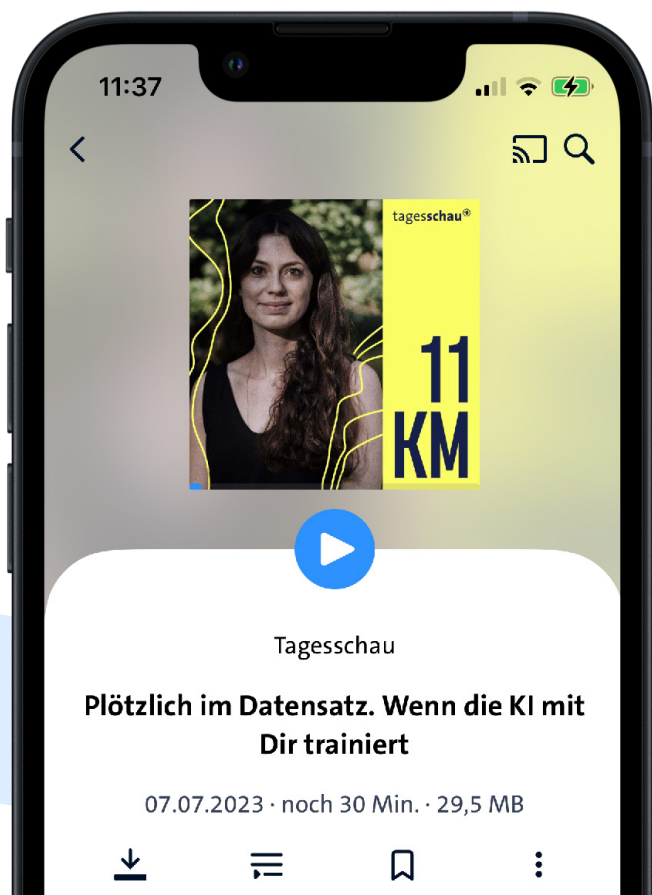 11:37
tagesschau
11
KM
Tagesschau
Plötzlich im Datensatz. Wenn die KI mit
Dir trainiert
07.07.2023 · noch 30 Min. · 29,5 MB